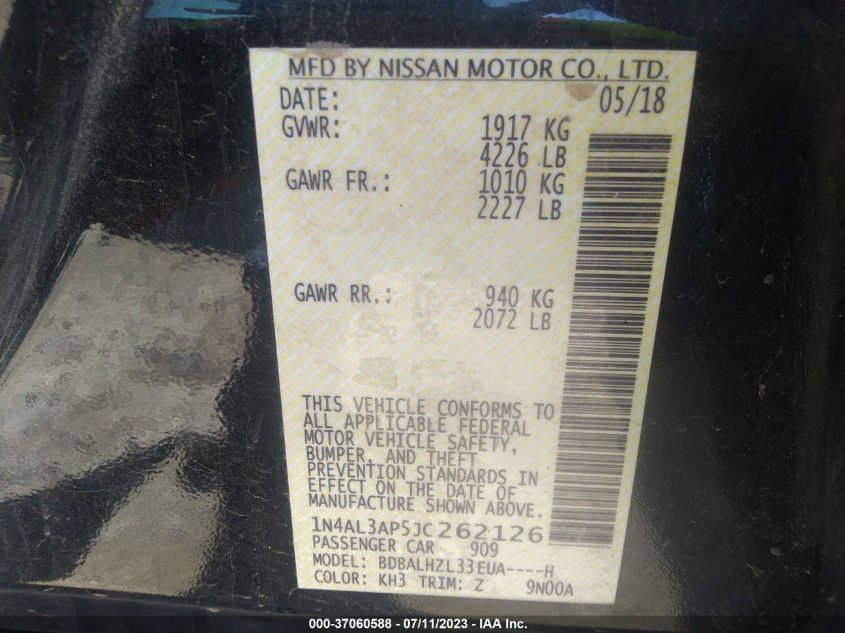 MFD BY NISSAN MOTOR CO., LTD.
DATE: 05/18
GVWR: 1917 KG
4226 LB
GAWR FR.: 1010 KG
2227 LB
GAWR RR.: 940 KG
2072 LB
THIS VEHICLE CONFORMS TO
ALL APPLICABLE FEDERAL
MOTOR VEHICLE SAFETY,
BUMPER, AND THEFT
PREVENTION STANDARDS IN
EFFECT ON THE DATE OF
MANUFACTURE SHOWN ABOVE.
1N4AL3AP5JC262126
PASSENGER CAR 909
MODEL: BDBALHZL33EUA----H
COLOR: KH3 TRIM: Z 9N00A
000-37060588 - 07/11/2023 - IAA Inc.